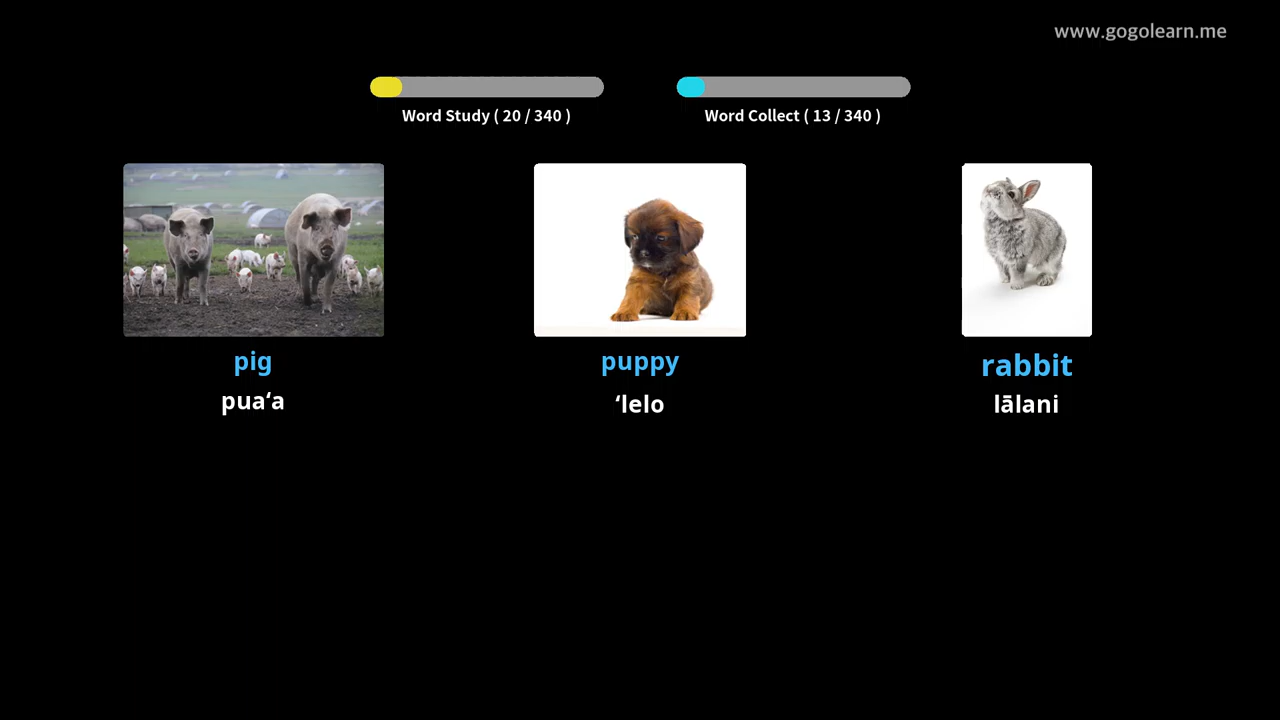 www.gogolearn.me
Word Study ( 20 / 340 )
Word Collect ( 13 / 340 )
pig
puaʻa
puppy
ʻlelo
rabbit
lālani